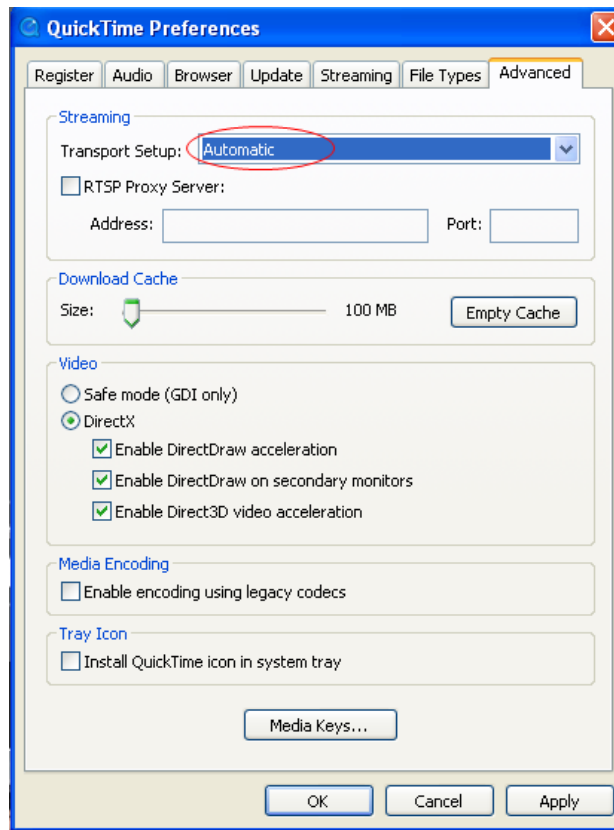 QuickTime Preferences
Register Audio Browser Update Streaming File Types Advanced
Streaming
Transport Setup: Automatic
RTSP Proxy Server:
Address: Port:
Download Cache
Size: 100 MB Empty Cache
Video
Safe mode (GDI only)
DirectX
Enable DirectDraw acceleration
Enable DirectDraw on secondary monitors
Enable Direct3D video acceleration
Media Encoding
Enable encoding using legacy codecs
Tray Icon
Install QuickTime icon in system tray
Media Keys...
OK Cancel Apply